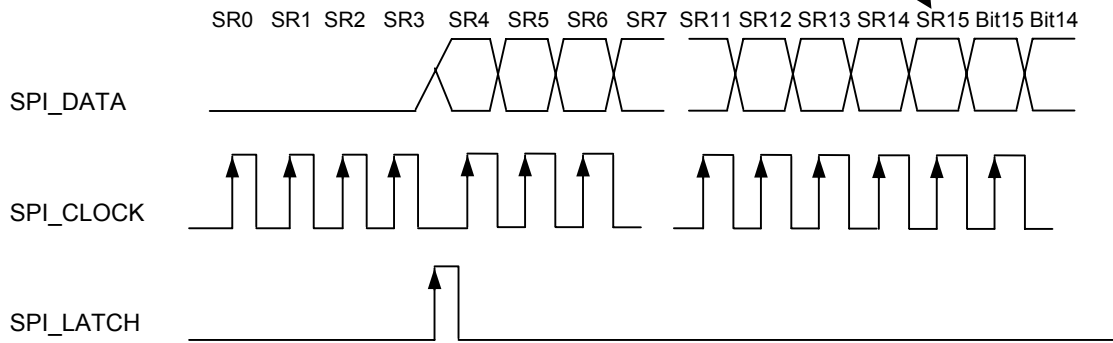 SR0 SR1 SR2 SR3 SR4 SR5 SR6 SR7 SR11 SR12 SR13 SR14 SR15 Bit15 Bit14
SPI_DATA
SPI_CLOCK
SPI_LATCH